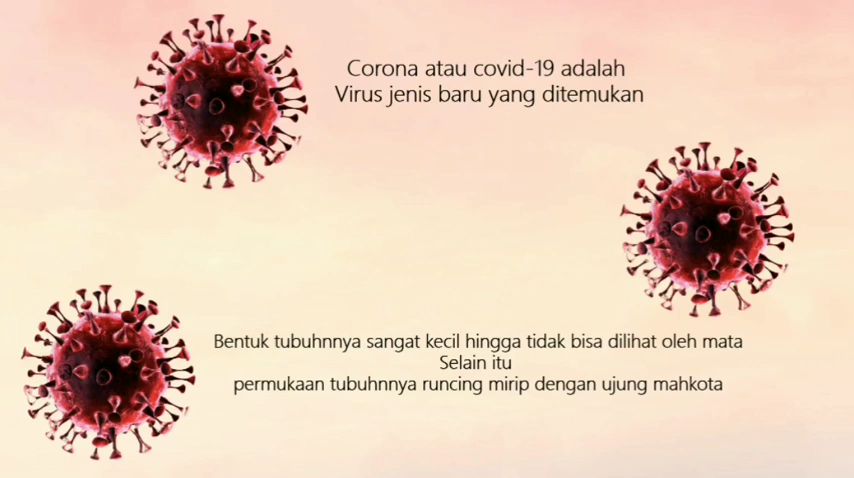 Corona atau covid-19 adalah
Virus jenis baru yang ditemukan
Bentuk tubuhnnya sangat kecil hingga tidak bisa dilihat oleh mata
Selain itu
permukaan tubuhnnya runcing mirip dengan ujung mahkota